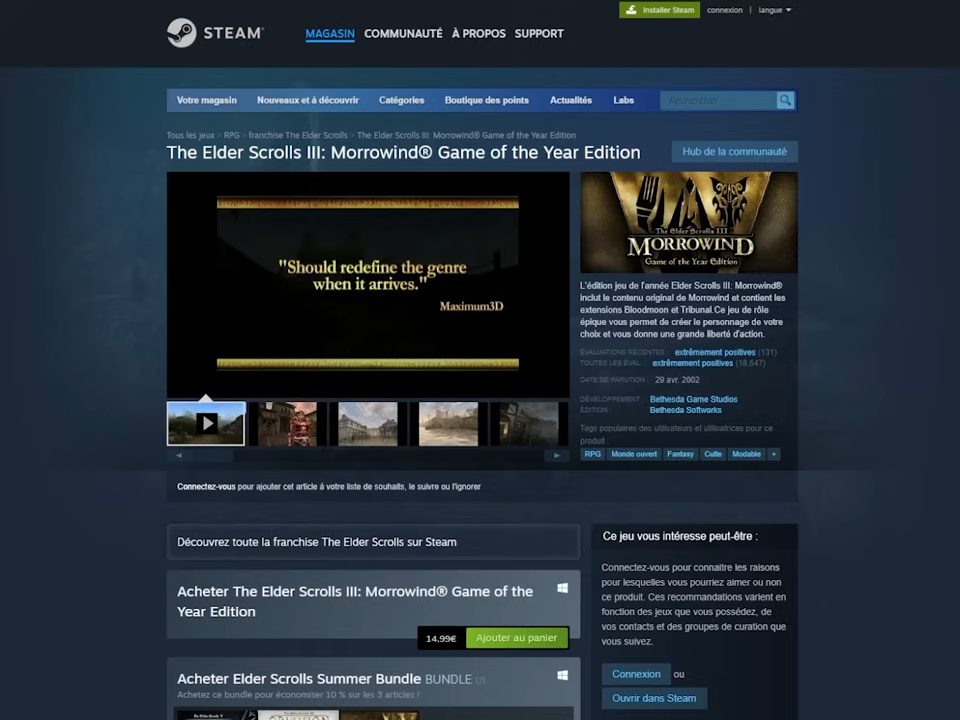 Installer Steam connexion | langue
STEAM®
MAGASIN COMMUNAUTÉ À PROPOS SUPPORT
Votre magasin Nouveaux et à découvrir Catégories Boutique des points Actualités Labs Rechercher
Tous les jeux > RPG > franchise The Elder Scrolls > The Elder Scrolls III: Morrowind® Game of the Year Edition
The Elder Scrolls III: Morrowind® Game of the Year Edition
Hub de la communauté
"Should redefine the genre
when it arrives."
Maximum3D
The Elder Scrolls III
MORROWIND
Game of the Year Edition
L'édition jeu de l'année Elder Scrolls III: Morrowind®
inclut le contenu original de Morrowind et contient les
extensions Bloodmoon et Tribunal.Ce jeu de rôle
épique vous permet de créer le personnage de votre
choix et vous donne une grande liberté d'action.
ÉVALUATIONS RÉCENTES : extrêmement positives (131)
TOUTES LES ÉVAL. : extrêmement positives (18,647)
DATE DE PARUTION : 29 avr. 2002
DÉVELOPPEMENT : Bethesda Game Studios
ÉDITION : Bethesda Softworks
Tags populaires des utilisateurs et utilisatrices pour ce
produit :
RPG Monde ouvert Fantasy Culte Modable +
Connectez-vous pour ajouter cet article à votre liste de souhaits, le suivre ou l'ignorer
Découvrez toute la franchise The Elder Scrolls sur Steam
Acheter The Elder Scrolls III: Morrowind® Game of the
Year Edition
14,99€ Ajouter au panier
Acheter Elder Scrolls Summer Bundle BUNDLE (?)
Achetez ce bundle pour économiser 10 % sur les 3 articles !
Ce jeu vous intéresse peut-être :
Connectez-vous pour connaitre les raisons
pour lesquelles vous pourriez aimer ou non
ce produit. Ces recommandations varient en
fonction des jeux que vous possédez, de
vos contacts et des groupes de curation que
vous suivez.
Connexion ou
Ouvrir dans Steam